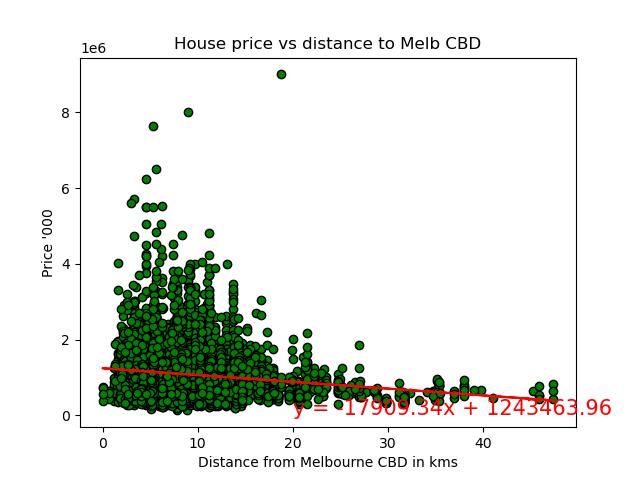 House price vs distance to Melb CBD
1e6
8
6
4
2
0
Price '000
y = -17909.34x + 1243463.96
0 10 20 30 40
Distance from Melbourne CBD in kms